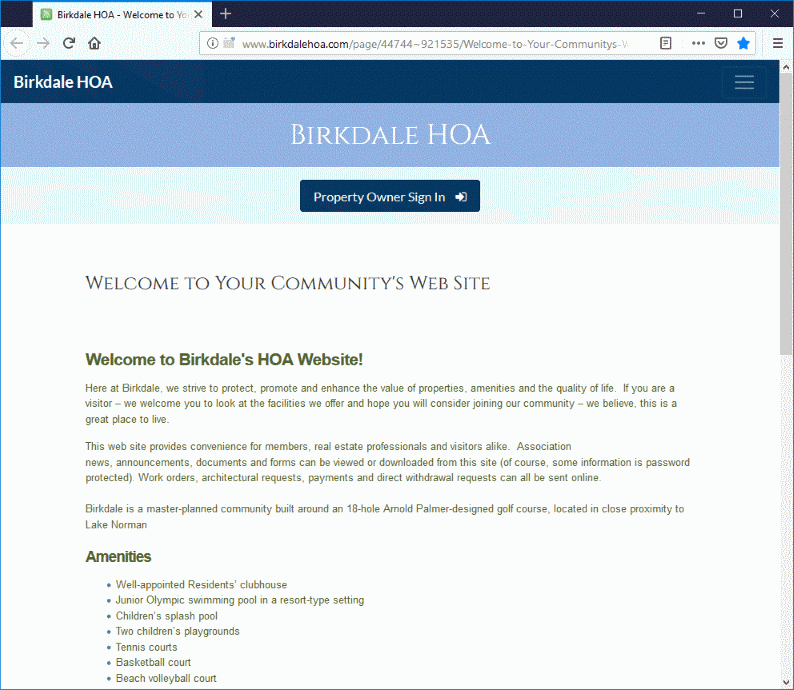 Birkdale HOA - Welcome to Yo
www.birkdalehoa.com/page/44744~921535/Welcome-to-Your-Communitys-W
Birkdale HOA
Birkdale HOA
Property Owner Sign In
Welcome to Your Community's Web Site
Welcome to Birkdale's HOA Website!
Here at Birkdale, we strive to protect, promote and enhance the value of properties, amenities and the quality of life.  If you are a
visitor – we welcome you to look at the facilities we offer and hope you will consider joining our community – we believe, this is a
great place to live.
This web site provides convenience for members, real estate professionals and visitors alike.  Association
news, announcements, documents and forms can be viewed or downloaded from this site (of course, some information is password
protected). Work orders, architectural requests, payments and direct withdrawal requests can all be sent online.
Birkdale is a master-planned community built around an 18-hole Arnold Palmer-designed golf course, located in close proximity to
Lake Norman
Amenities
• Well-appointed Residents' clubhouse
• Junior Olympic swimming pool in a resort-type setting
• Children's splash pool
• Two children's playgrounds
• Tennis courts
• Basketball court
• Beach volleyball court